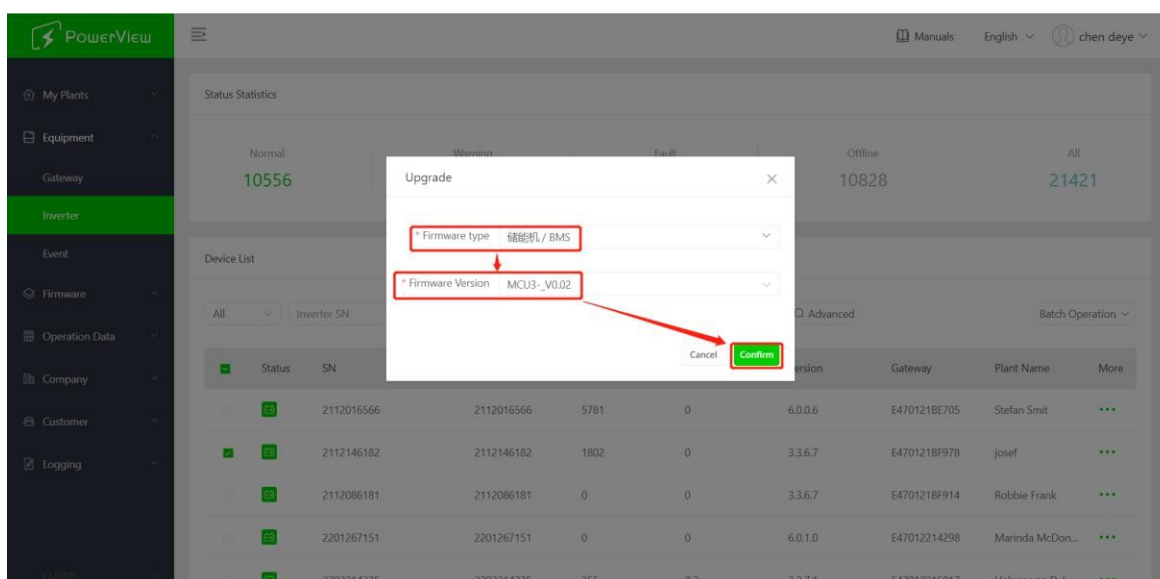 PowerView
Manuals English chen deye
My Plants
Status Statistics
Equipment
Normal Warning Fault Offline All
Gateway
Upgrade
10556 10828 21421
Inverter
* Firmware type 储能机 / BMS
Event
Device List
* Firmware Version MCU3-_V0.02
Firmware
All Inverter SN Advanced Batch Operation
Operation Data
Cancel Confirm
Status SN ersion Gateway Plant Name More
Company
2112016566 2112016566 5781 0 6.0.0.6 E470121BE705 Stefan Smit
Customer
2112146182 2112146182 1802 0 3.3.6.7 E470121BF978 josef
Logging
2112086181 2112086181 0 0 3.3.6.7 E470121BF914 Robbie Frank
2201267151 2201267151 0 0 6.0.1.0 E47012214298 Marinda McDon...